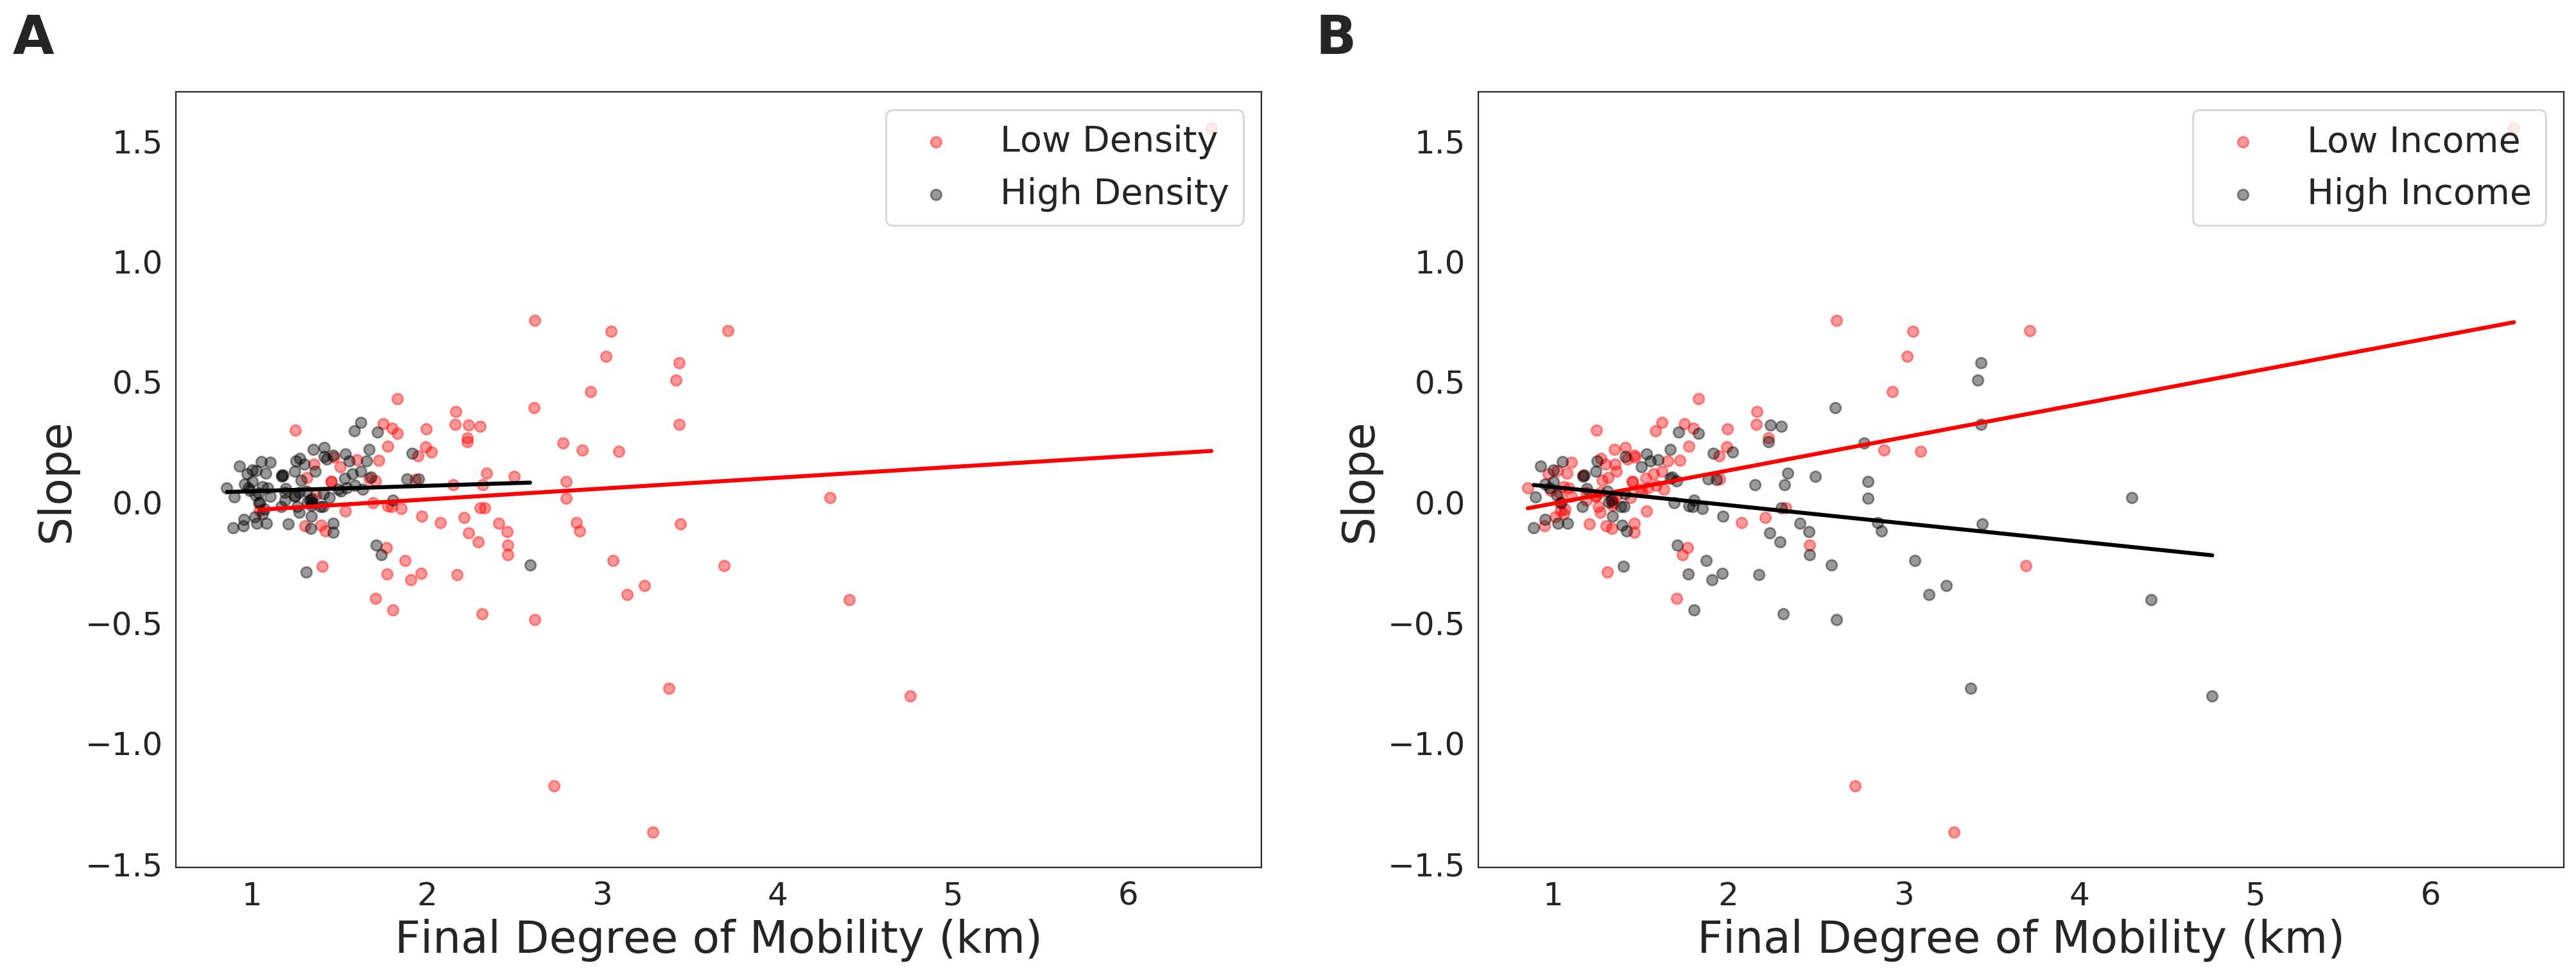 A
Slope
1.5
1.0
0.5
0.0
−0.5
−1.0
−1.5
1 2 3 4 5 6
Final Degree of Mobility (km)
Low Density
High Density
B
Slope
1.5
1.0
0.5
0.0
−0.5
−1.0
−1.5
1 2 3 4 5 6
Final Degree of Mobility (km)
Low Income
High Income